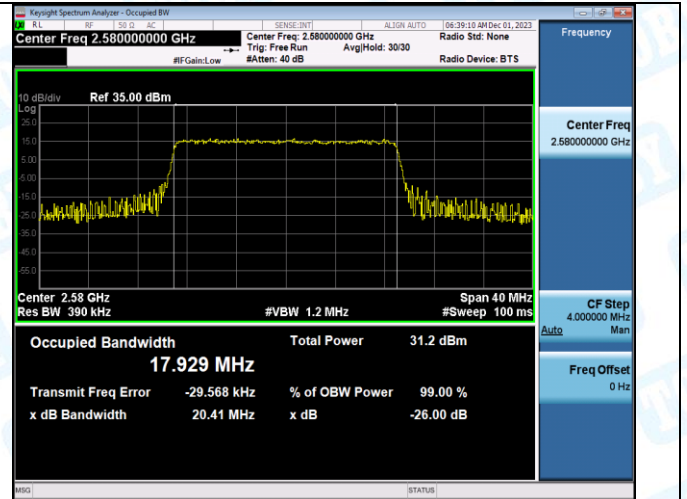 Keysight Spectrum Analyzer - Occupied BW
RL RF 50 Ω AC SENSE:INT ALIGN AUTO 06:39:10 AM Dec 01, 2023
Center Freq 2.580000000 GHz
Center Freq: 2.580000000 GHz Radio Std: None
Trig: Free Run Avg|Hold: 30/30
#IFGain:Low #Atten: 40 dB Radio Device: BTS
Frequency
10 dB/div Ref 35.00 dBm
Log
25.0
15.0
5.00
-5.00
-15.0
-25.0
-35.0
-45.0
-55.0
Center 2.58 GHz Span 40 MHz
Res BW 390 kHz #VBW 1.2 MHz #Sweep 100 ms
Occupied Bandwidth Total Power 31.2 dBm
17.929 MHz
Transmit Freq Error -29.568 kHz % of OBW Power 99.00 %
x dB Bandwidth 20.41 MHz x dB -26.00 dB
Center Freq
2.580000000 GHz
CF Step
4.000000 MHz
Auto Man
Freq Offset
0 Hz
MSG STATUS